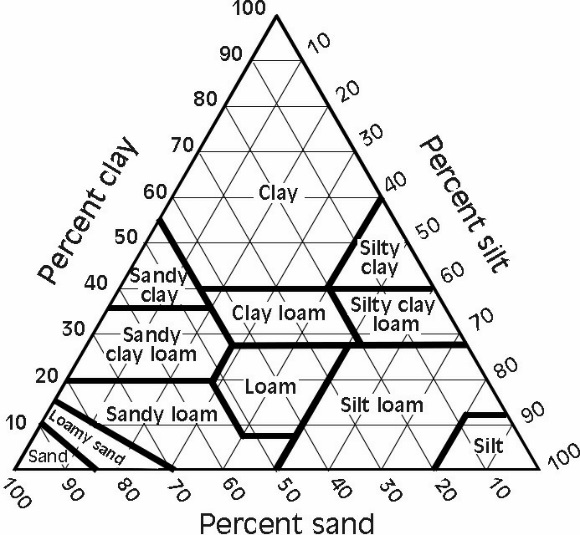 100
90
10
80
20
70
30
Percent clay
Percent silt
60
Clay
40
50
Silty
clay
50
40
Sandy
clay
60
Clay loam
Silty clay
loam
30
Sandy
clay loam
70
20
Loam
Silt loam
80
10
Loamy sand
Sandy loam
90
Sand
Silt
100
100
90
80
70
60
50
40
30
20
10
Percent sand